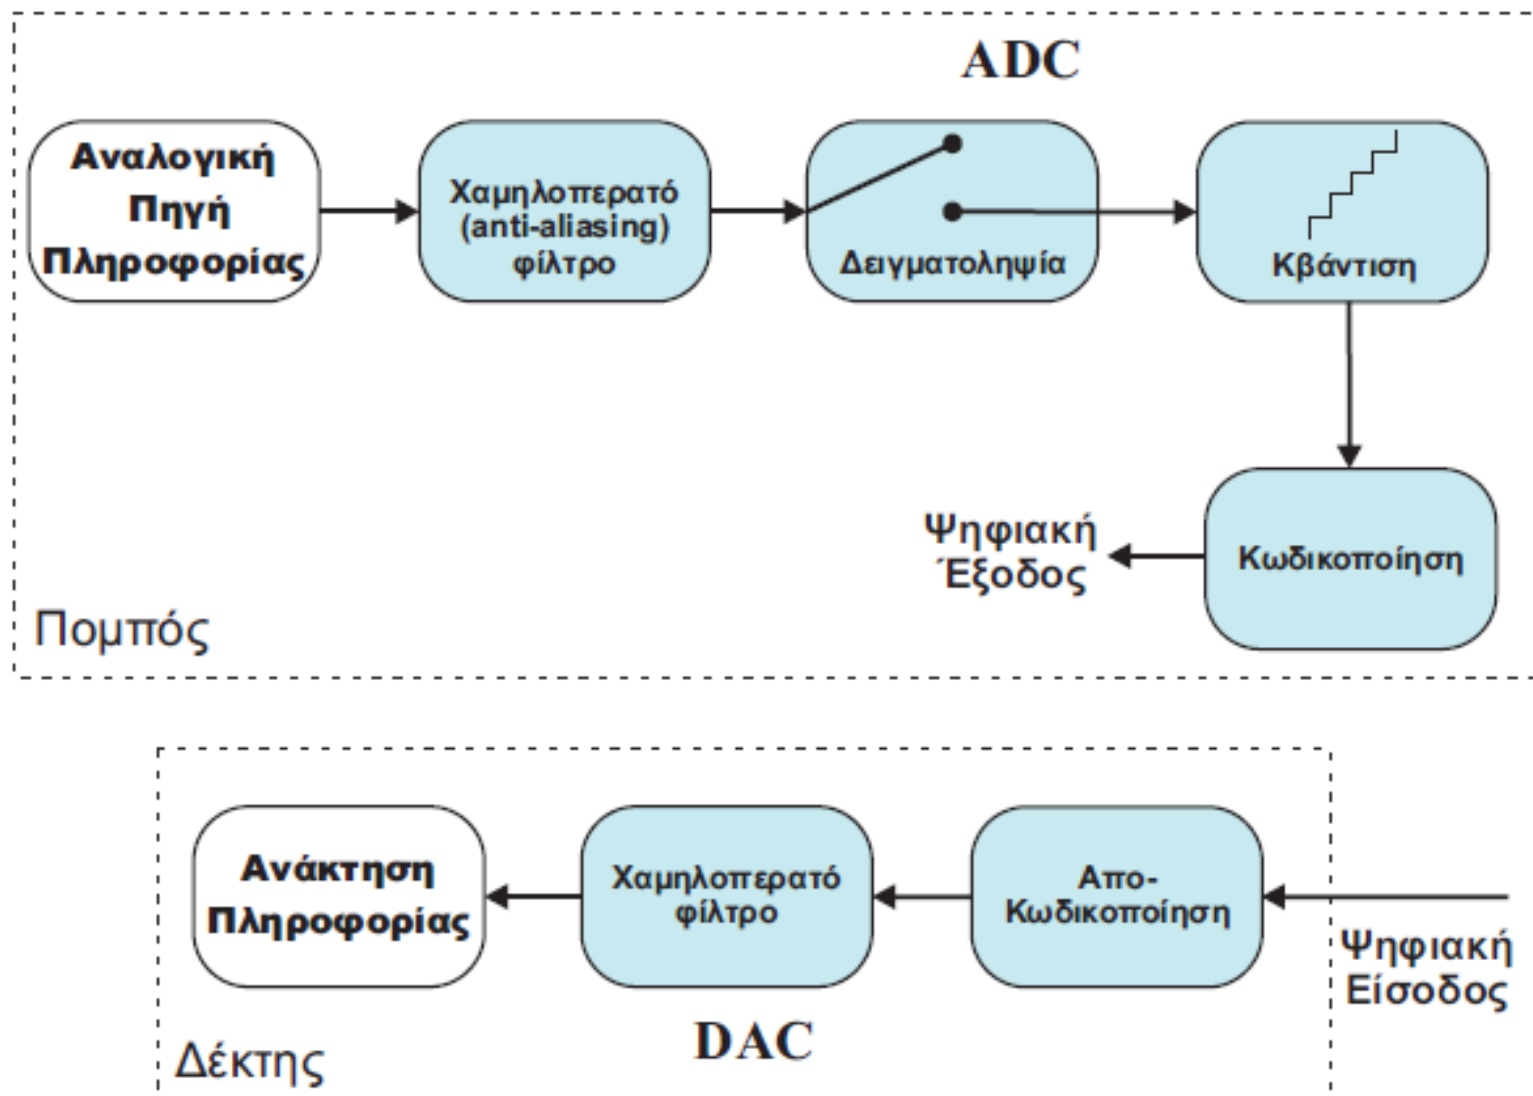 ADC
Αναλογική
Πηγή
Πληροφορίας
Χαμηλοπερατό
(anti-aliasing)
φίλτρο
Δειγματοληψία
Κβάντιση
Κωδικοποίηση
Ψηφιακή
Έξοδος
Πομπός
Ανάκτηση
Πληροφορίας
Χαμηλοπερατό
φίλτρο
Απο-
Κωδικοποίηση
Ψηφιακή
Είσοδος
DAC
Δέκτης